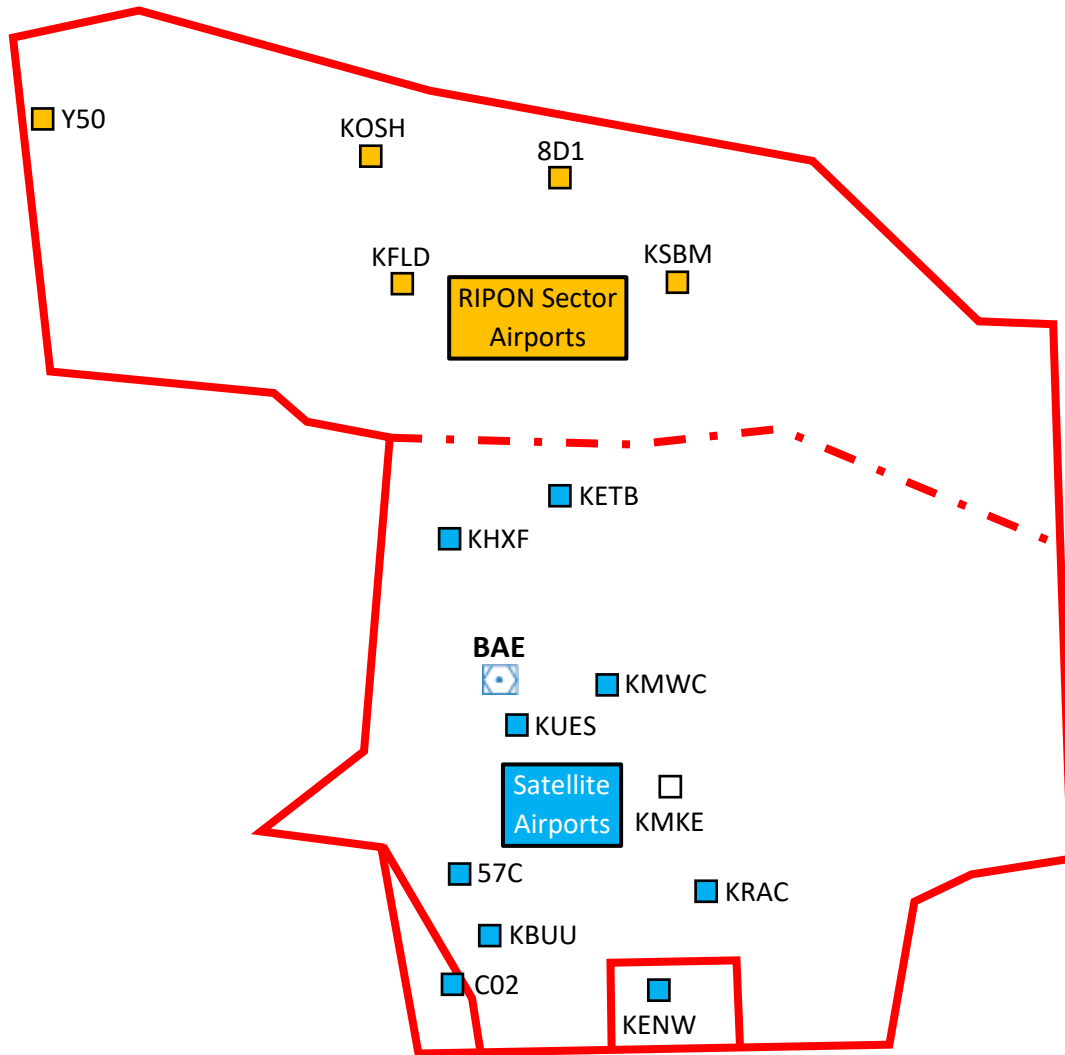 Y50
KOSH
8D1
KFLD
KSBM
RIPON Sector
Airports
KETB
KHXF
BAE
KMWC
KUES
Satellite
Airports
KMKE
57C
KRAC
KBUU
C02
KENW